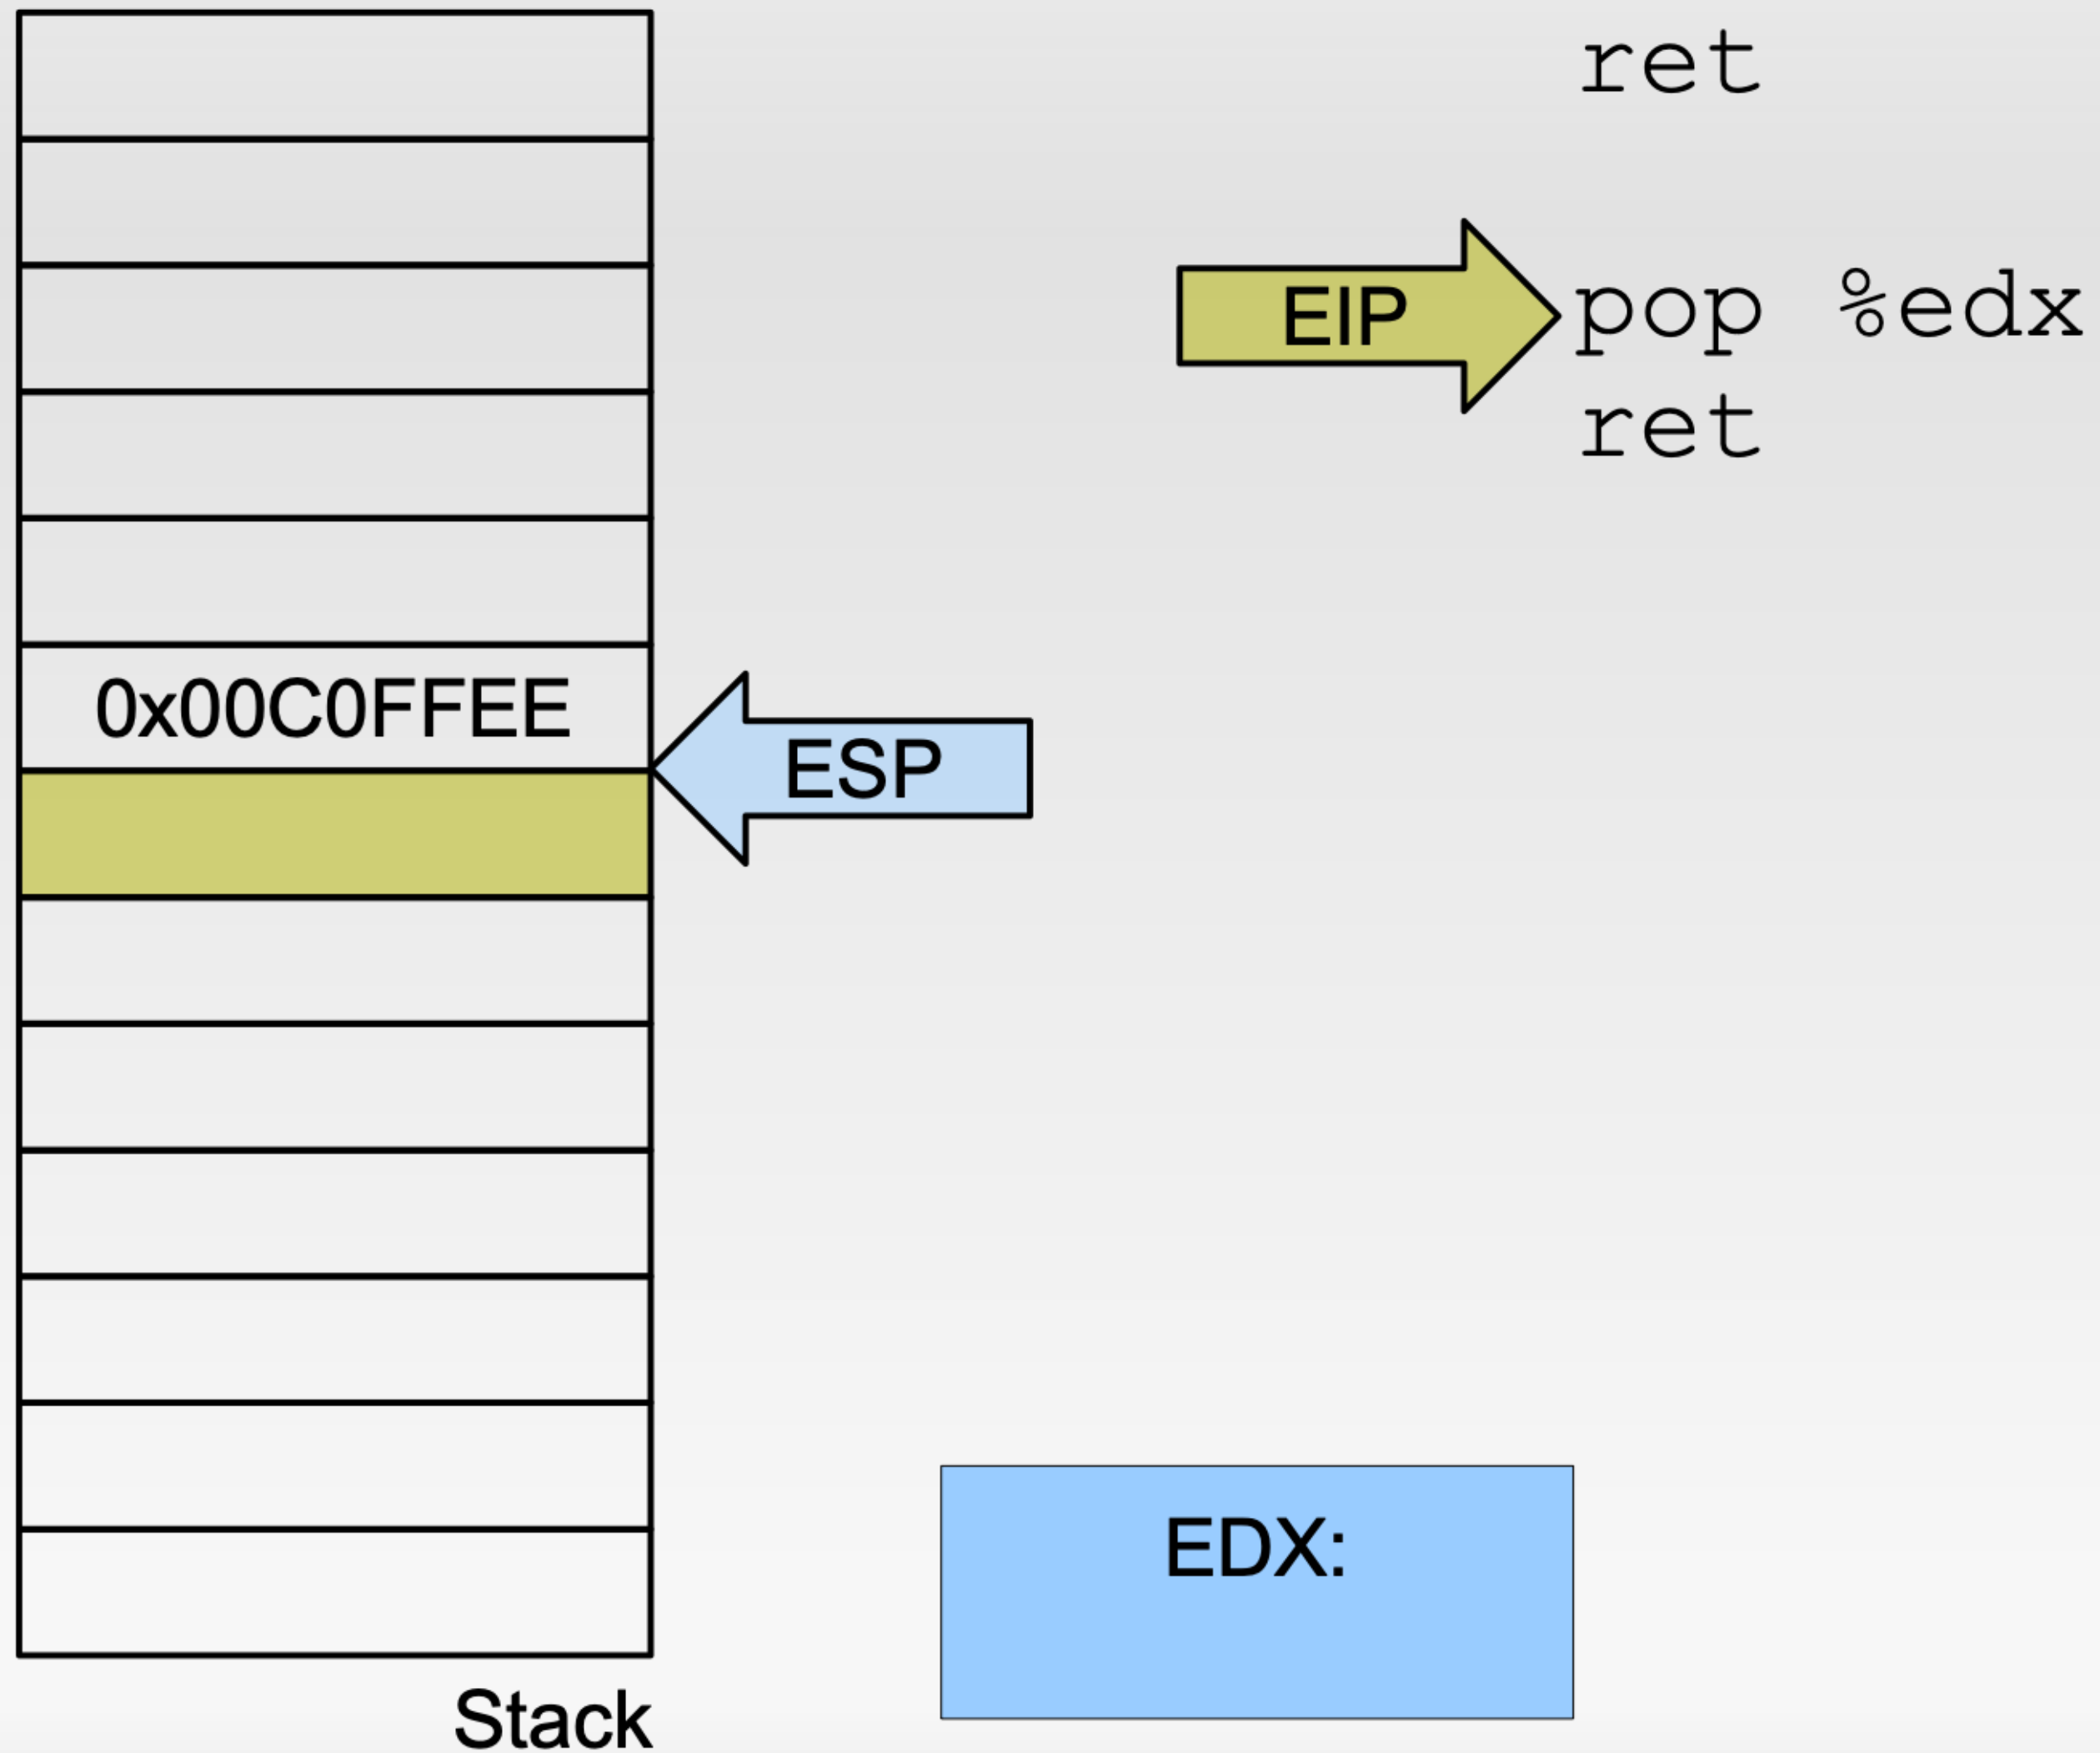 ret
EIP
pop %edx
ret
0x00C0FFEE
ESP
EDX:
Stack